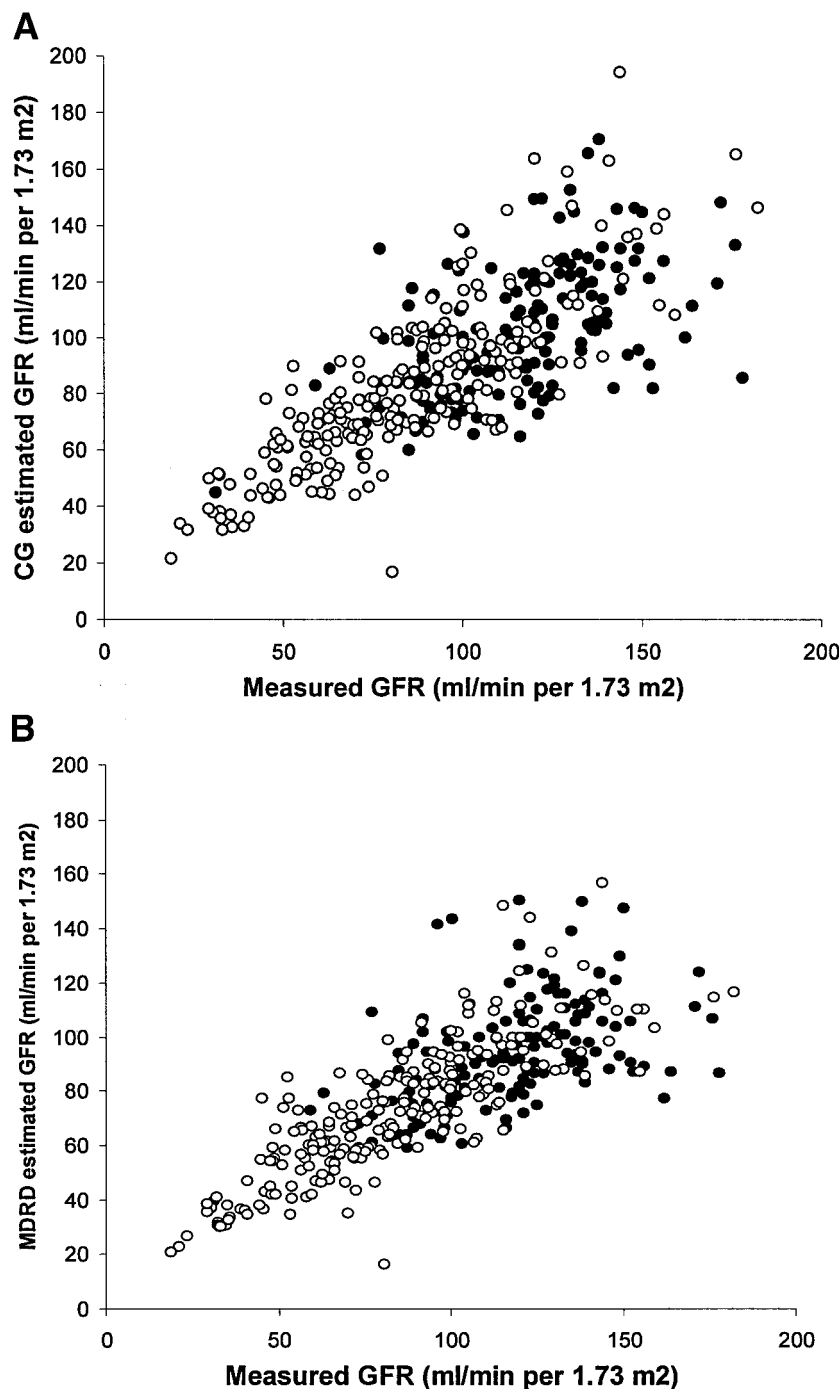 A
200
180
160
140
120
100
80
60
40
20
0
CG estimated GFR (ml/min per 1.73 m2)
0 50 100 150 200
Measured GFR (ml/min per 1.73 m2)
B
200
180
160
140
120
100
80
60
40
20
0
MDRD estimated GFR (ml/min per 1.73 m2)
0 50 100 150 200
Measured GFR (ml/min per 1.73 m2)